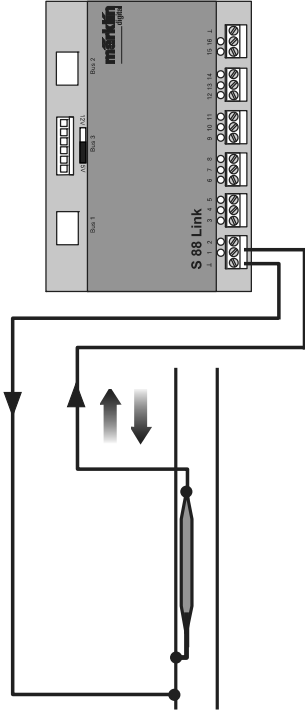 märklin
digital
Bus 2
12V
Bus 3
5V
Bus 1
S 88 Link
⊥ 1 2
3 4 5
6 7 8
9 10 11
12 13 14
15 16 ⊥